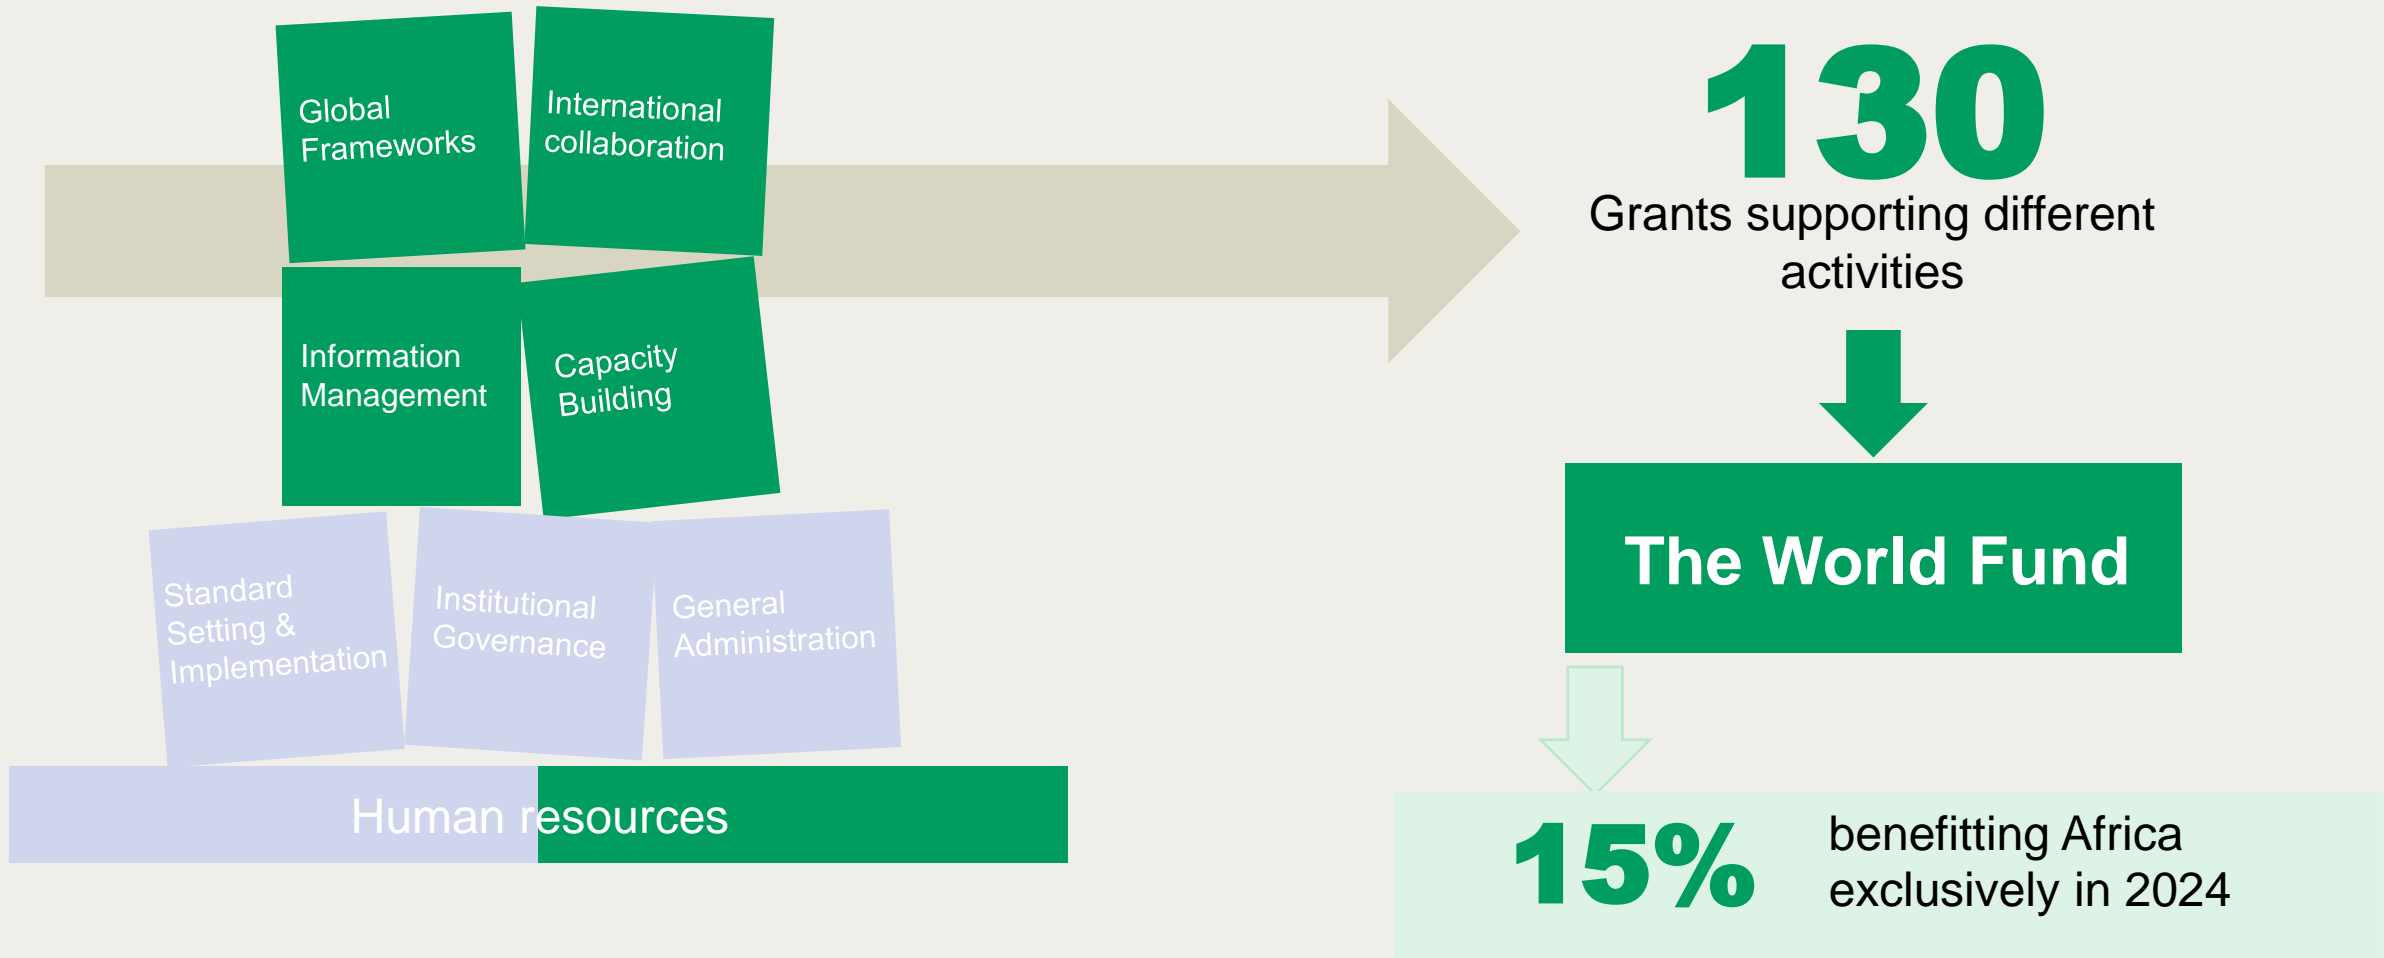 Global
Frameworks
International
collaboration
Information
Management
Capacity
Building
Standard
Setting &
Implementation
Institutional
Governance
General
Administration
Human resources
130
Grants supporting different
activities
The World Fund
15%
benefitting Africa
exclusively in 2024